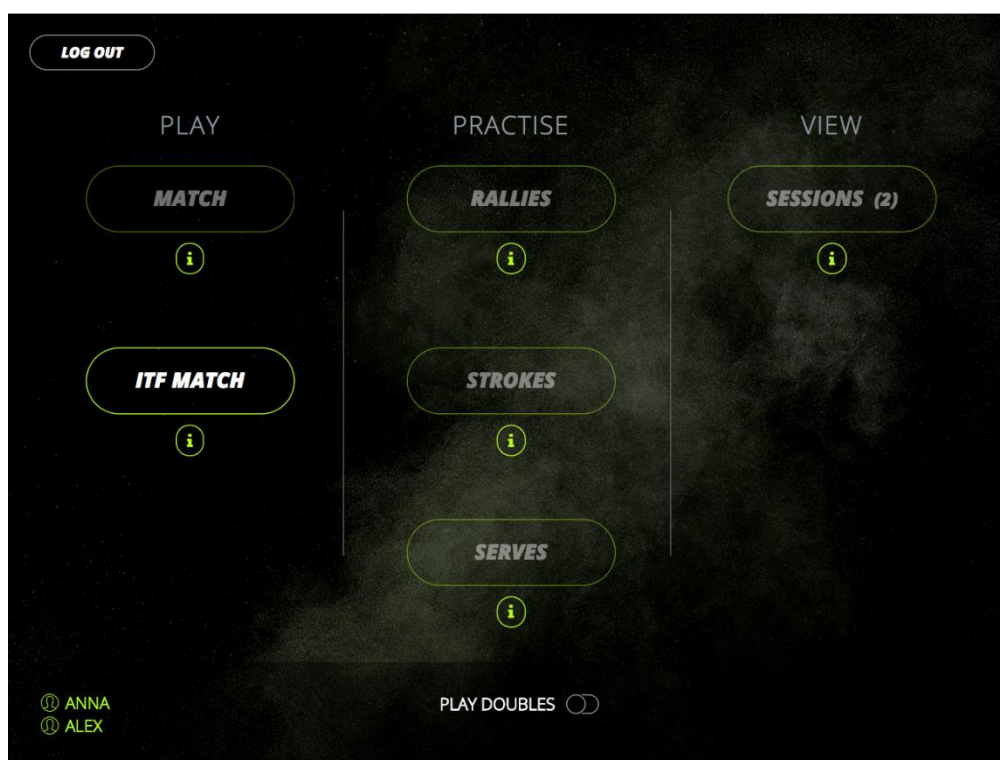 LOG OUT
PLAY
PRACTISE
VIEW
MATCH
RALLIES
SESSIONS (2)
i
i
i
ITF MATCH
STROKES
i
i
SERVES
i
ANNA
ALEX
PLAY DOUBLES